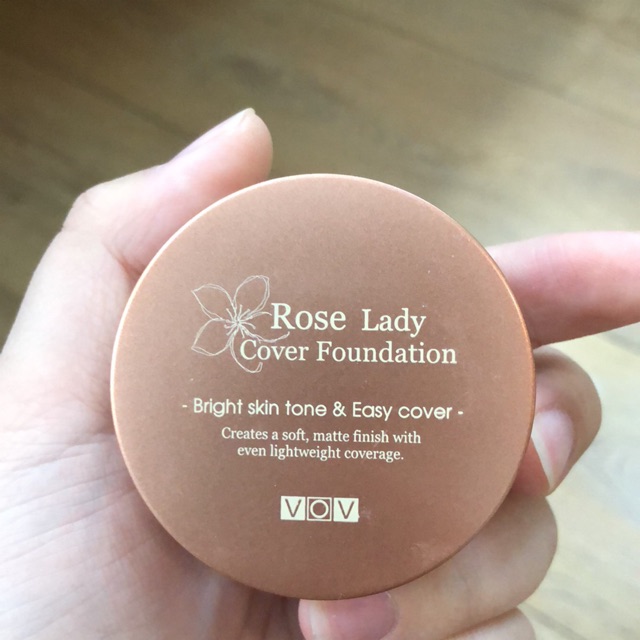 Rose Lady
Cover Foundation
- Bright skin tone & Easy cover -
Creates a soft, matte finish with
even lightweight coverage.
VOV